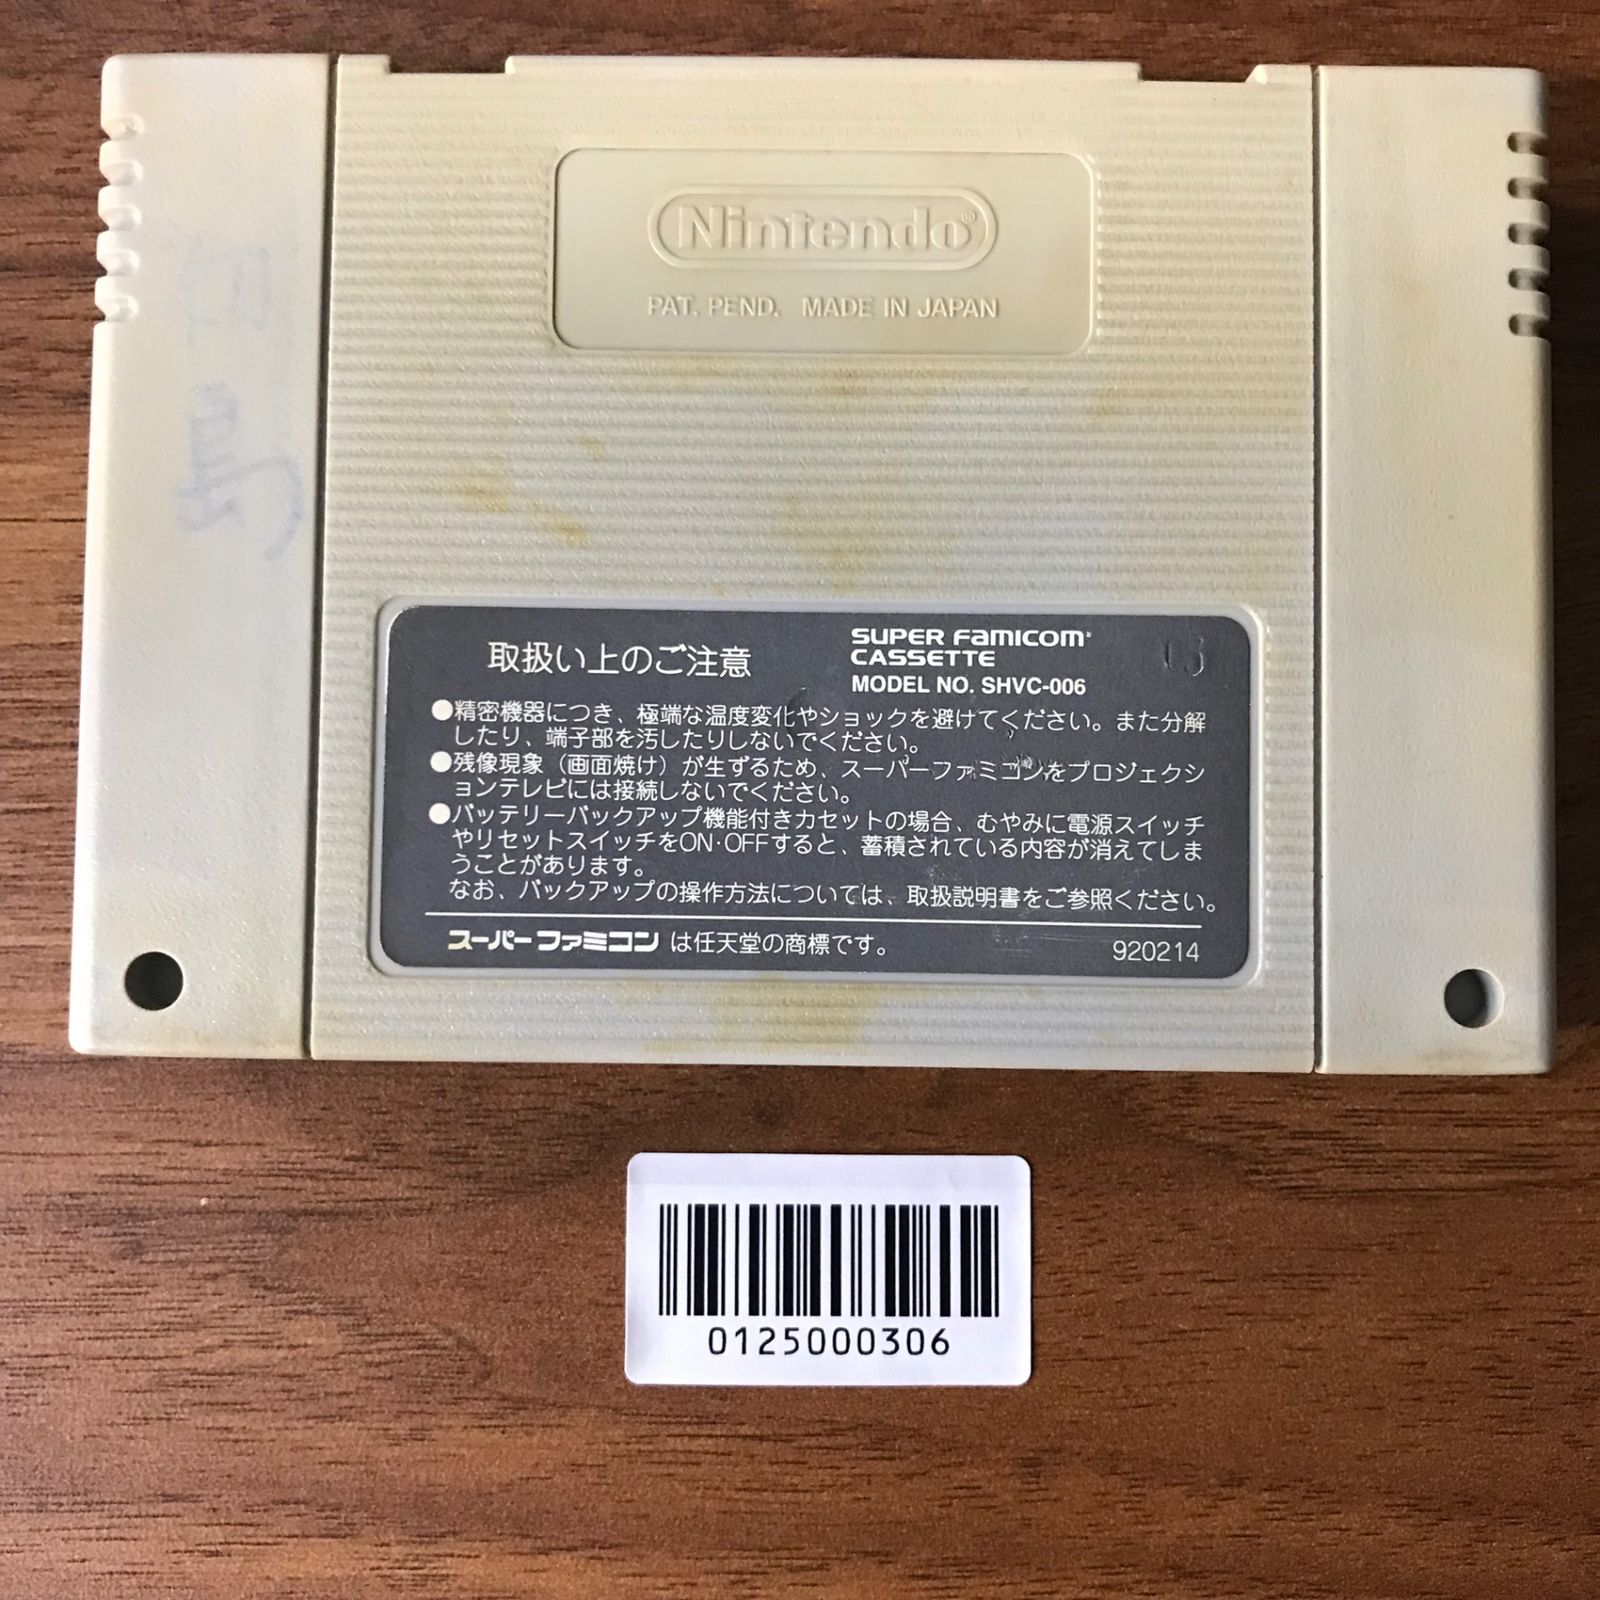 Nintendo®
PAT. PEND. MADE IN JAPAN
取扱い上のご注意
SUPER FAMICOM®
CASSETTE
MODEL NO. SHVC-006
●精密機器につき、極端な温度変化やショックを避けてください。また分解
したり、端子部を汚したりしないでください。
●残像現象（画面焼け）が生ずるため、スーパーファミコンをプロジェクシ
ョンテレビには接続しないでください。
●バッテリーバックアップ機能付きカセットの場合、むやみに電源スイッチ
やリセットスイッチをON·OFFすると、蓄積されている内容が消えてしま
うことがあります。
なお、バックアップの操作方法については、取扱説明書をご参照ください。
スーパーファミコン は任天堂の商標です。
920214
0125000306